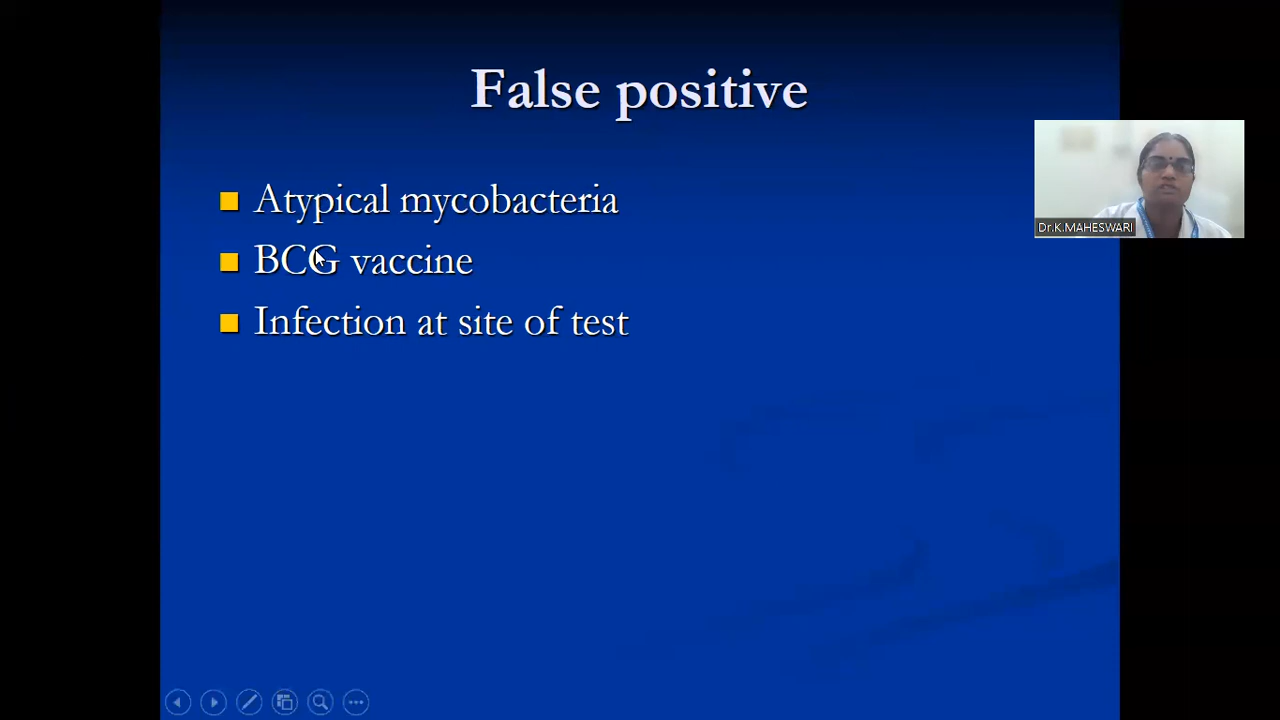 False positive
Atypical mycobacteria
BCG vaccine
Infection at site of test
Dr.K.MAHESWARI